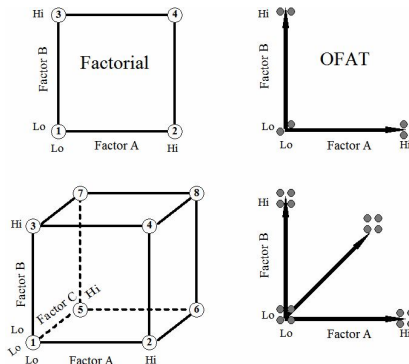 Hi 3 4
Factorial
Factor B
Lo 1 2
Lo Factor A Hi
Hi
OFAT
Factor B
Lo
Lo Factor A Hi
7 8
Hi 3 4
Factor B
Factor C Hi
5 6
Lo 1 2
Lo Lo Factor A Hi
Hi
Factor B
Lo
Lo Factor A Hi